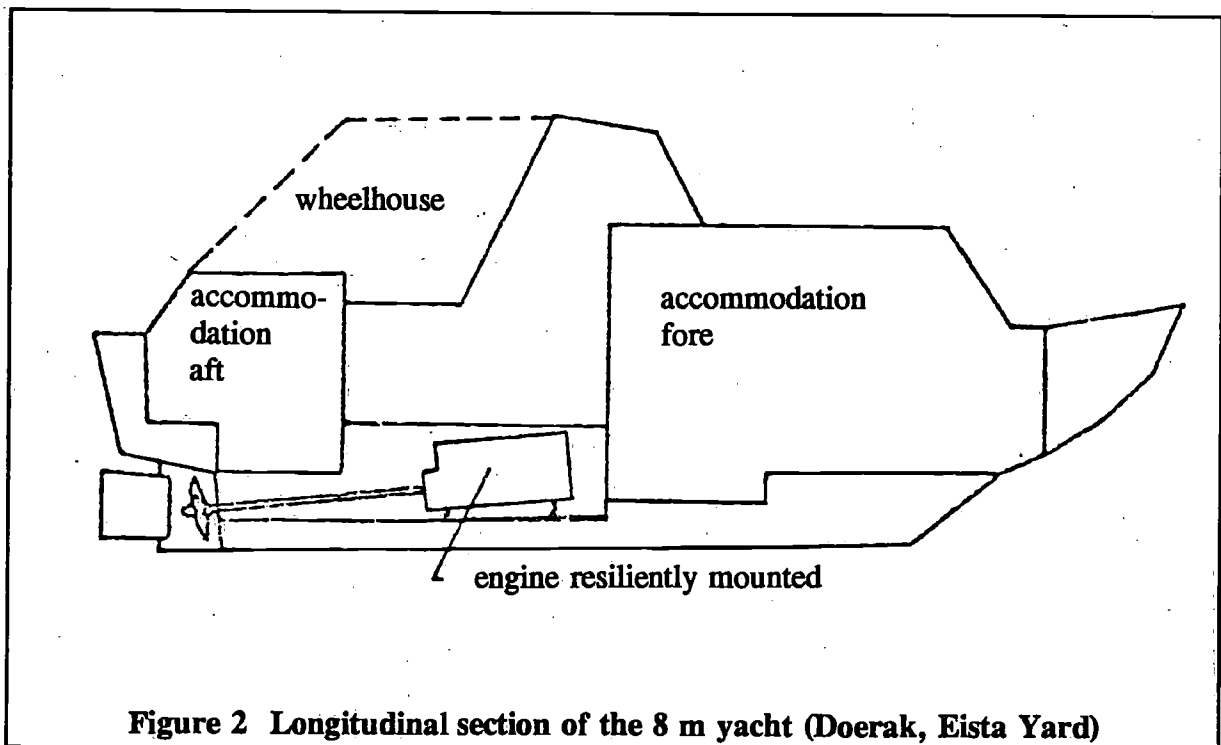 wheelhouse
accommo-
dation
aft
accommodation
fore
engine resiliently mounted
Figure 2 Longitudinal section of the 8 m yacht (Doerak, Eista Yard)